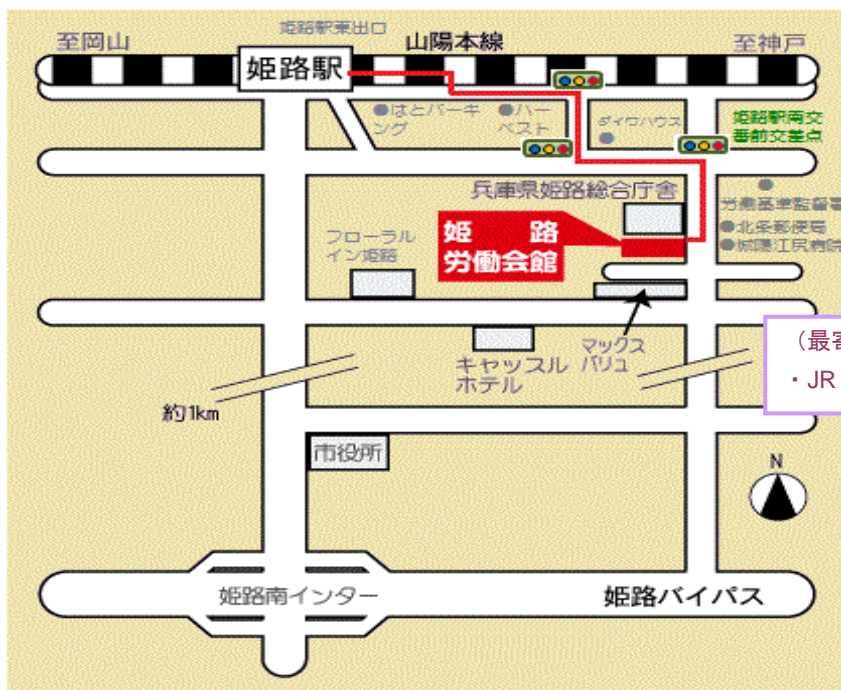 姫路駅東出口
至岡山
山陽本線
至神戸
姫路駅
●はとパーキ
ング
●ハー
ベスト
ダイワハウス
●
姫路駅南交
番前交差点
兵庫県姫路総合庁舎
●
労働基準監督署
●北条郵便局
●城陽江尻病院
フローラル
イン姫路
姫 路
労働会館
マックス
バリュ
キャッスル
ホテル
(最寄
・JR
約1km
市役所
N
姫路南インター
姫路バイパス